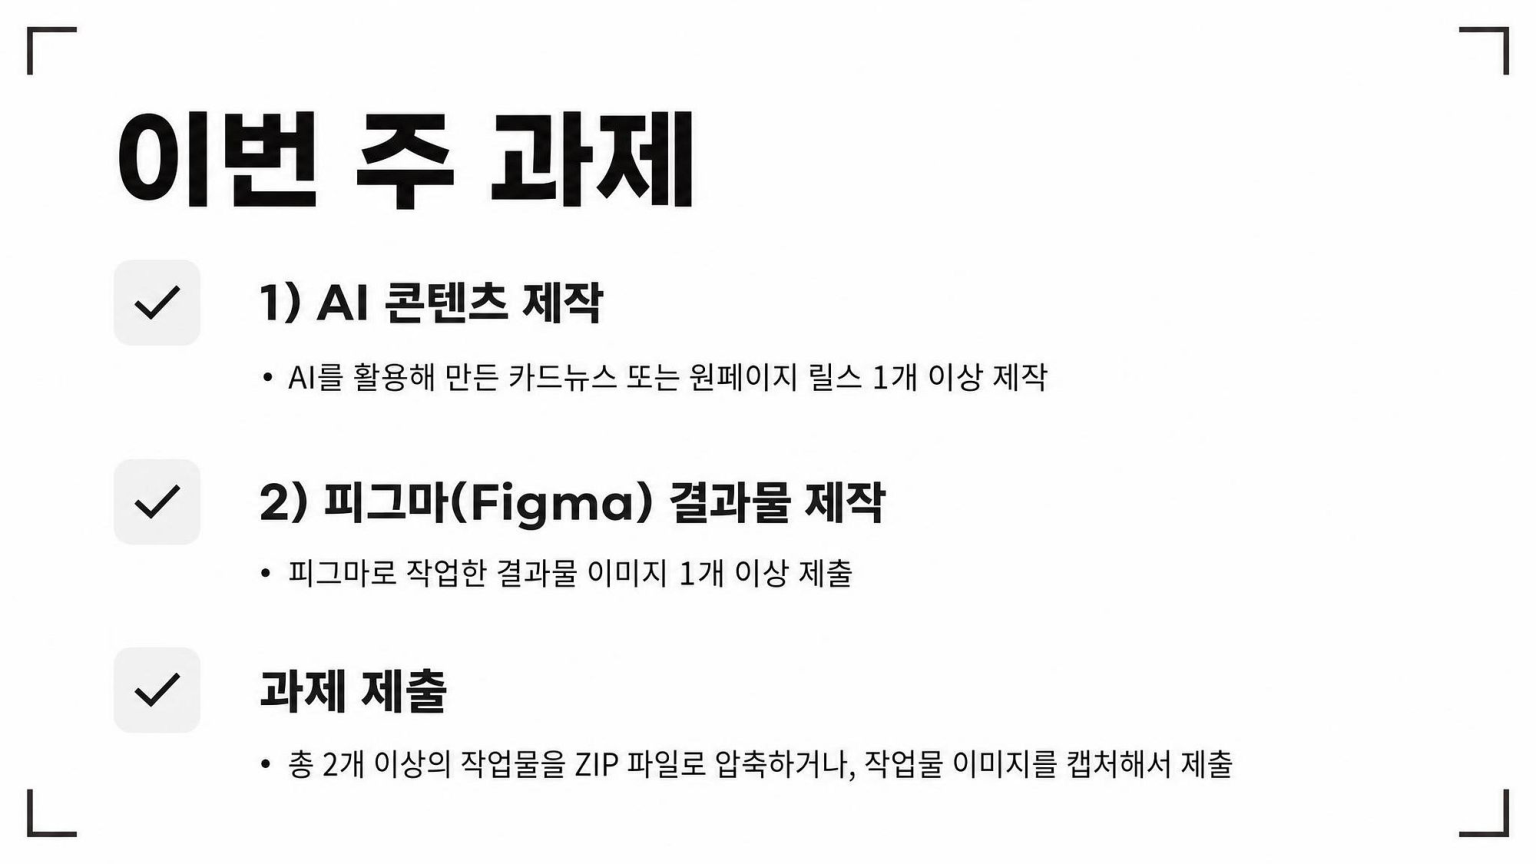 이번 주 과제
1) AI 콘텐츠 제작
• AI를 활용해 만든 카드뉴스 또는 원페이지 릴스 1개 이상 제작
2) 피그마(Figma) 결과물 제작
• 피그마로 작업한 결과물 이미지 1개 이상 제출
과제 제출
• 총 2개 이상의 작업물을 ZIP 파일로 압축하거나, 작업물 이미지를 캡처해서 제출